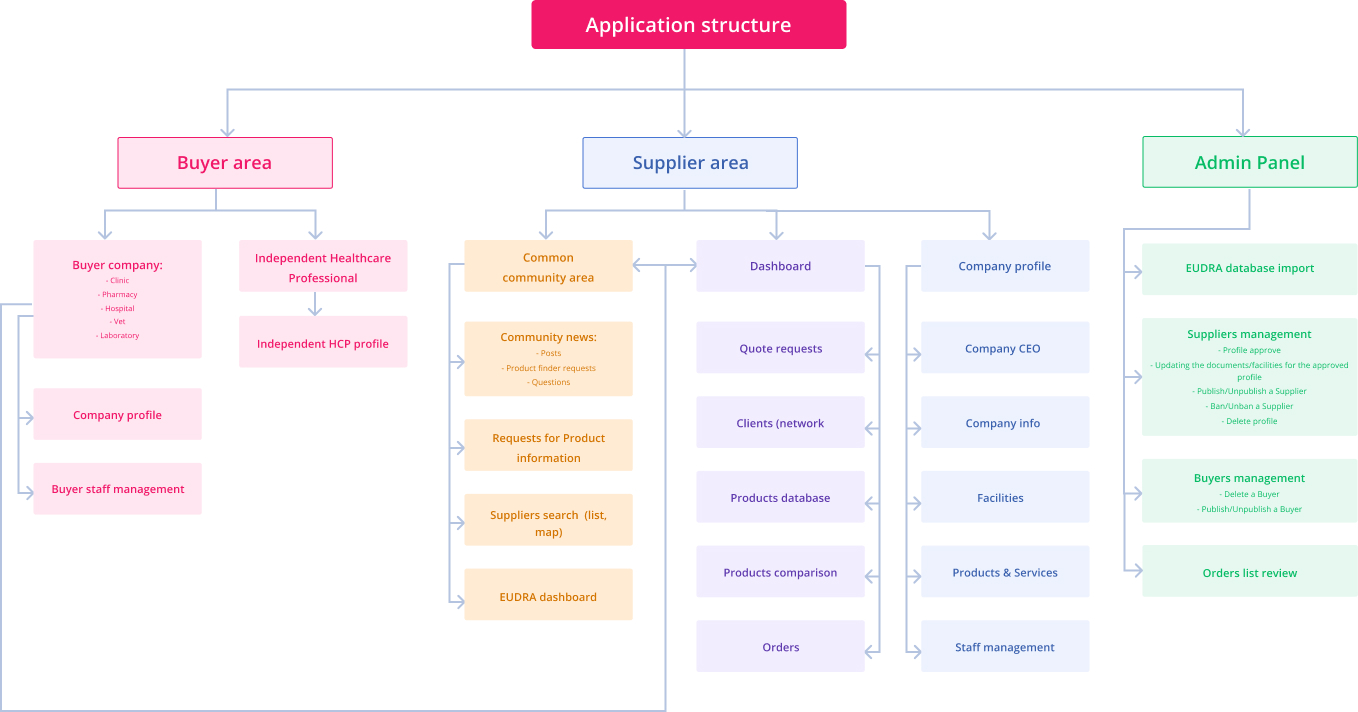 Application structure
Buyer area
Supplier area
Admin Panel
Buyer company:
- Clinic
- Pharmacy
- Hospital
- Vet
- Laboratory
Company profile
Buyer staff management
Independent Healthcare
Professional
Independent HCP profile
Common
community area
Community news:
- Posts
- Product finder requests
- Questions
Requests for Product
information
Suppliers search (list,
map)
EUDRA dashboard
Dashboard
Quote requests
Clients (network
Products database
Products comparison
Orders
Company profile
Company CEO
Company info
Facilities
Products & Services
Staff management
EUDRA database import
Suppliers management
- Profile approve
- Updating the documents/facilities for the approved
profile
- Publish/Unpublish a Supplier
- Ban/Unban a Supplier
- Delete profile
Buyers management
- Delete a Buyer
- Publish/Unpublish a Buyer
Orders list review